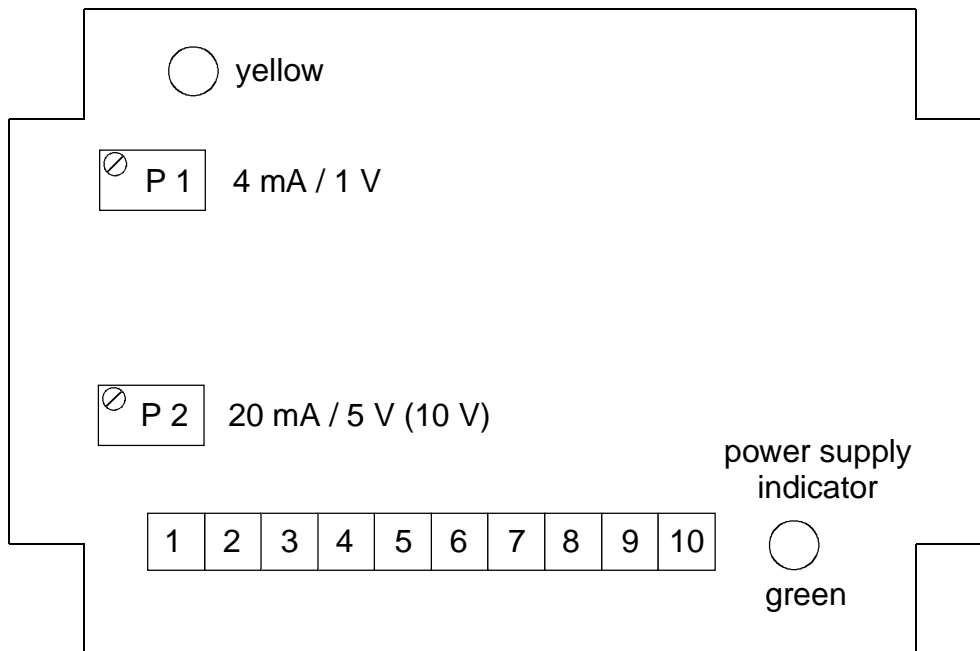 yellow
P 1 4 mA / 1 V
P 2 20 mA / 5 V (10 V)
power supply
indicator
1 2 3 4 5 6 7 8 9 10
green